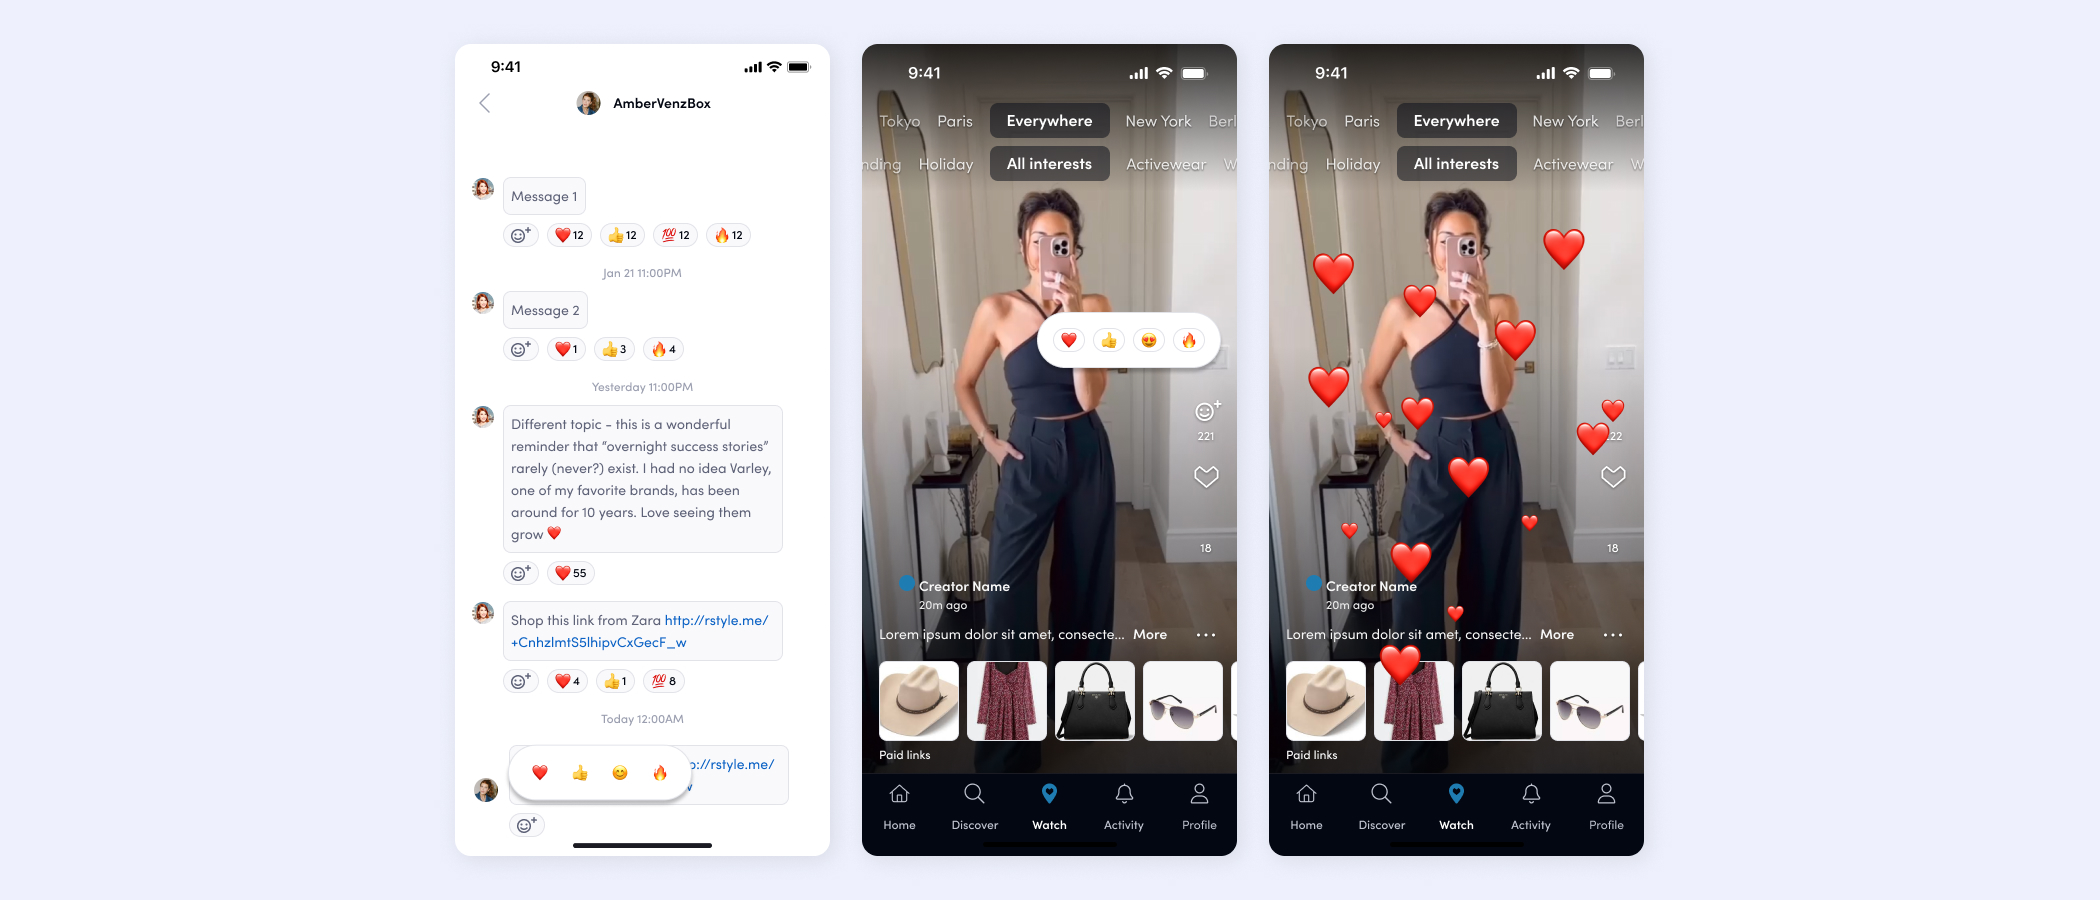 9:41
AmberVenzBox
Message 1
12 12 12 12
Jan 21 11:00PM
Message 2
1 3 4
Yesterday 11:00PM
Different topic - this is a wonderful
reminder that “overnight success stories”
rarely (never?) exist. I had no idea Varley,
one of my favorite brands, has been
around for 10 years. Love seeing them
grow ❤️
55
Shop this link from Zara http://rstyle.me/
+CnhzlmtS5lhipvCxGecF_w
4 1 8
Today 12:00AM
p://rstyle.me/
9:41
Tokyo Paris Everywhere New York Berl
nding Holiday All interests Activewear W
221
18
Creator Name
20m ago
Lorem ipsum dolor sit amet, consecte... More
Paid links
Home Discover Watch Activity Profile
9:41
Tokyo Paris Everywhere New York Berl
nding Holiday All interests Activewear W
22
18
Creator Name
20m ago
Lorem ipsum dolor sit amet, consecte... More
Paid links
Home Discover Watch Activity Profile